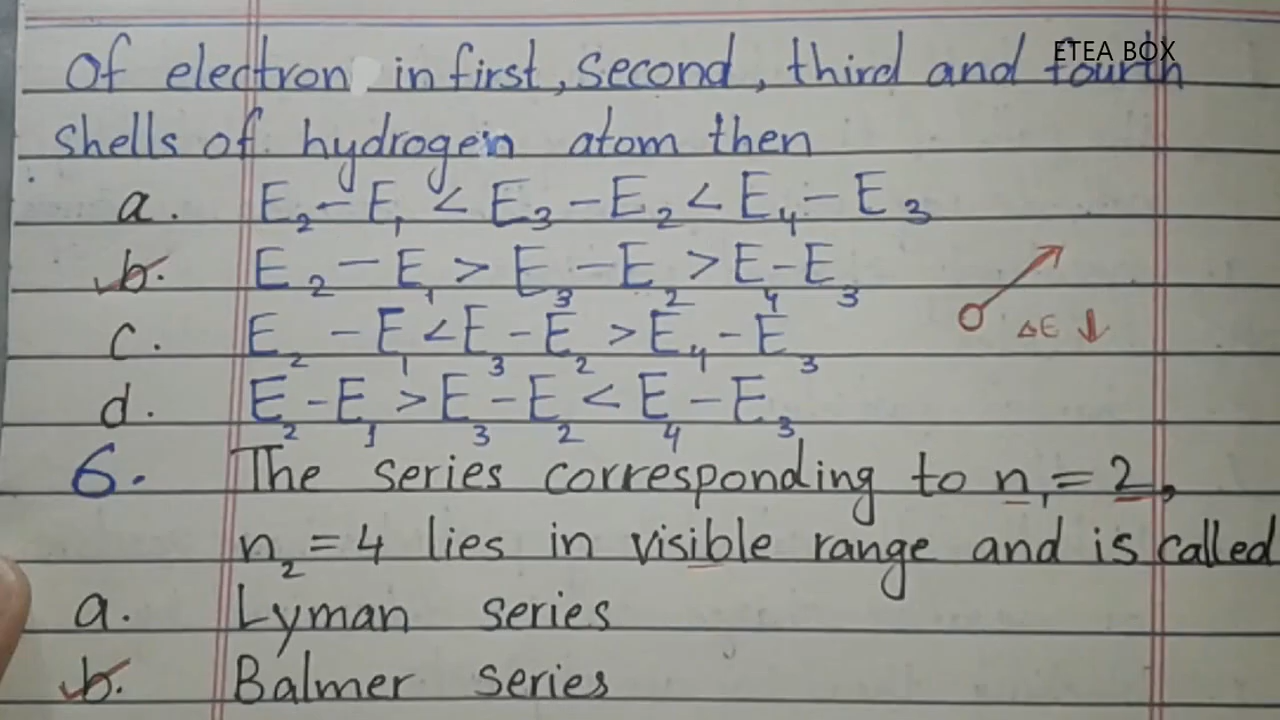 ETEA BOX
Of electron in first, second, third and fourth
shells of hydrogen atom then
a. E₂ - E₁ < E₃ - E₂ < E₄ - E₃
b. E₂ - E₁ > E₃ - E₂ > E₄ - E₃
c. E₂ - E₁ < E₃ - E₂ > E₄ - E₃
d. E₂ - E₁ > E₃ - E₂ < E₄ - E₃
ΔE ↓
6. The series corresponding to n₁ = 2,
n₂ = 4 lies in visible range and is called
a. Lyman series
b. Balmer series